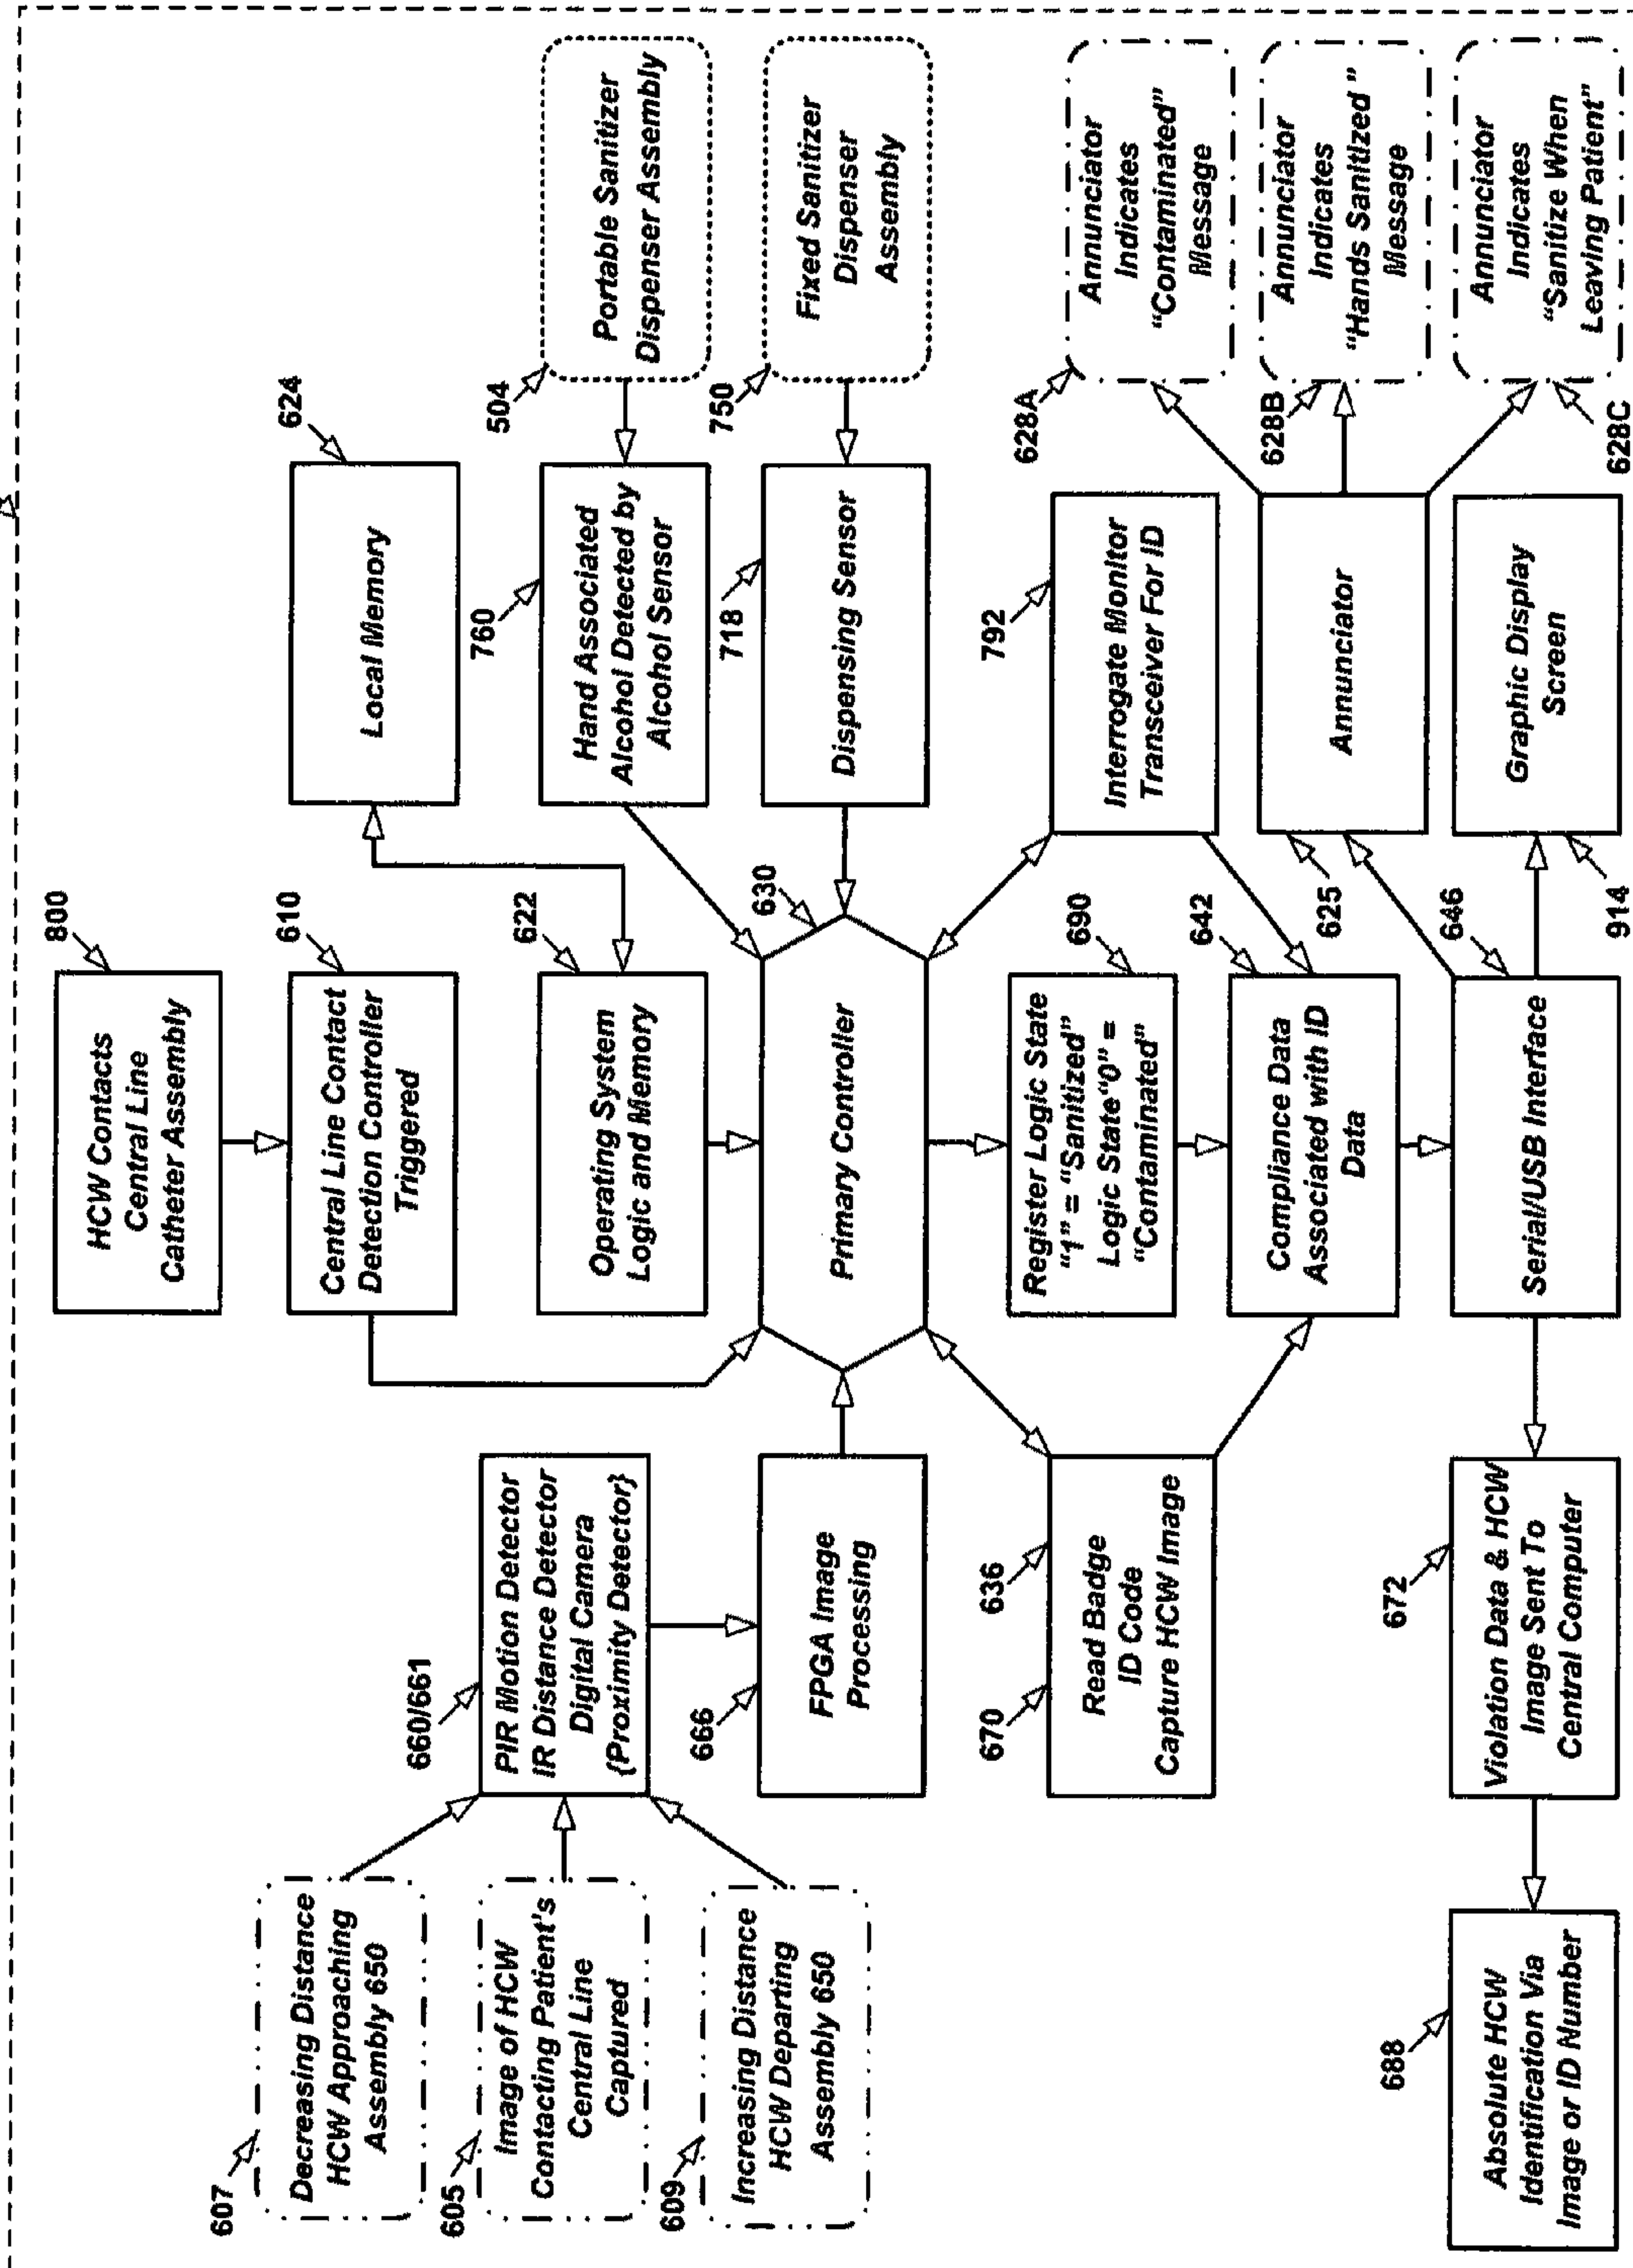 800
HCW Contacts
Central Line
Catheter Assembly
610
Central Line Contact
Detection Controller
Triggered
624
Local Memory
622
Operating System
Logic and Memory
504
Portable Sanitizer
Dispenser Assembly
760
Hand Associated
Alcohol Detected by
Alcohol Sensor
750
Fixed Sanitizer
Dispenser
Assembly
718
Dispensing Sensor
607
Decreasing Distance
HCW Approaching
Assembly 650
605
Image of HCW
Contacting Patient's
Central Line
Captured
609
Increasing Distance
HCW Departing
Assembly 650
660/661
PIR Motion Detector
IR Distance Detector
Digital Camera
{Proximity Detector}
666
FPGA Image
Processing
630
Primary Controller
670
636
Read Badge
ID Code
Capture HCW Image
690
Register Logic State
"1" = "Sanitized"
Logic State"0" =
"Contaminated"
792
Interrogate Monitor
Transceiver For ID
642
Compliance Data
Associated with ID
Data
625
Annunciator
628A
Annunciator
Indicates
"Contaminated"
Message
628B
Annunciator
Indicates
"Hands Sanitized"
Message
628C
Annunciator
Indicates
"Sanitize When
Leaving Patient"
688
Absolute HCW
Identification Via
Image or ID Number
672
Violation Data & HCW
Image Sent To
Central Computer
646
Serial/USB Interface
914
Graphic Display
Screen